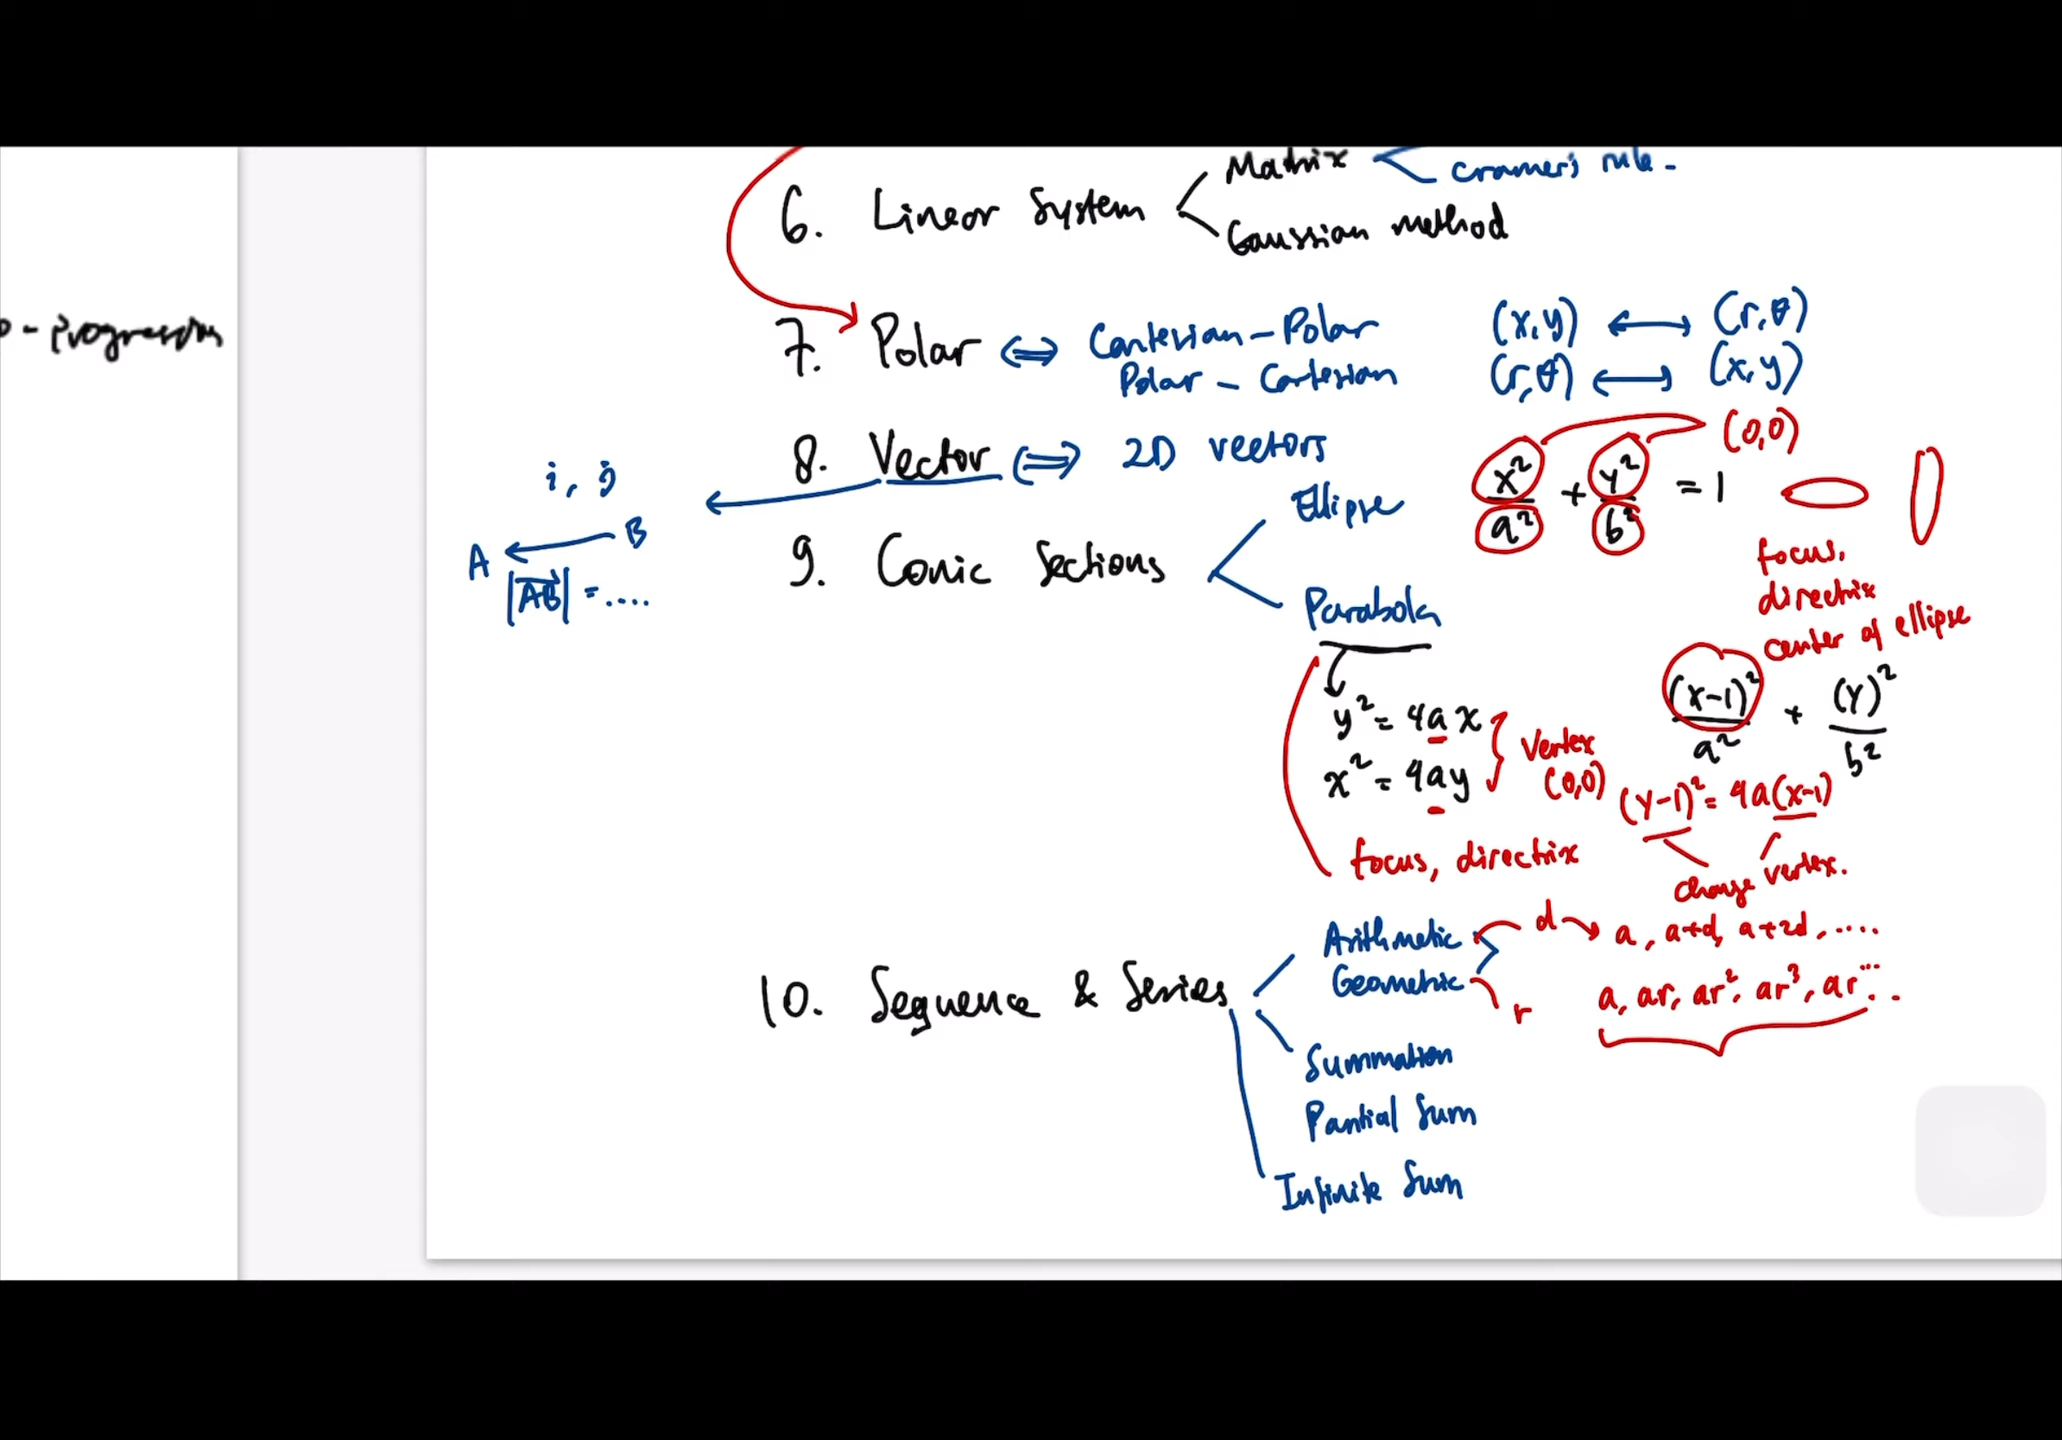 Matrix
Cramer's rule.
6. Linear System
Gaussian method
- Progressions
7. Polar ⟺ Cartesian - Polar
Polar - Cartesian
(x,y) ⟷ (r,θ)
(r,θ) ⟷ (x,y)
8. Vector ⟺ 2D vectors
i, j
A ← B
|AB| = ....
9. Conic Sections
Ellipse
x²/a² + y²/b² = 1
(0,0)
focus,
directrix
center of ellipse
(x-1)²/a² + (y)²/b²
Parabola
y² = 4ax
x² = 4ay
Vertex
(0,0)
(y-1)² = 4a(x-1)
change vertex.
focus, directrix
10. Sequence & Series
Arithmetic
d → a, a+d, a+2d, ....
Geometric
r
a, ar, ar², ar³, ar^...
Summation
Partial Sum
Infinite Sum